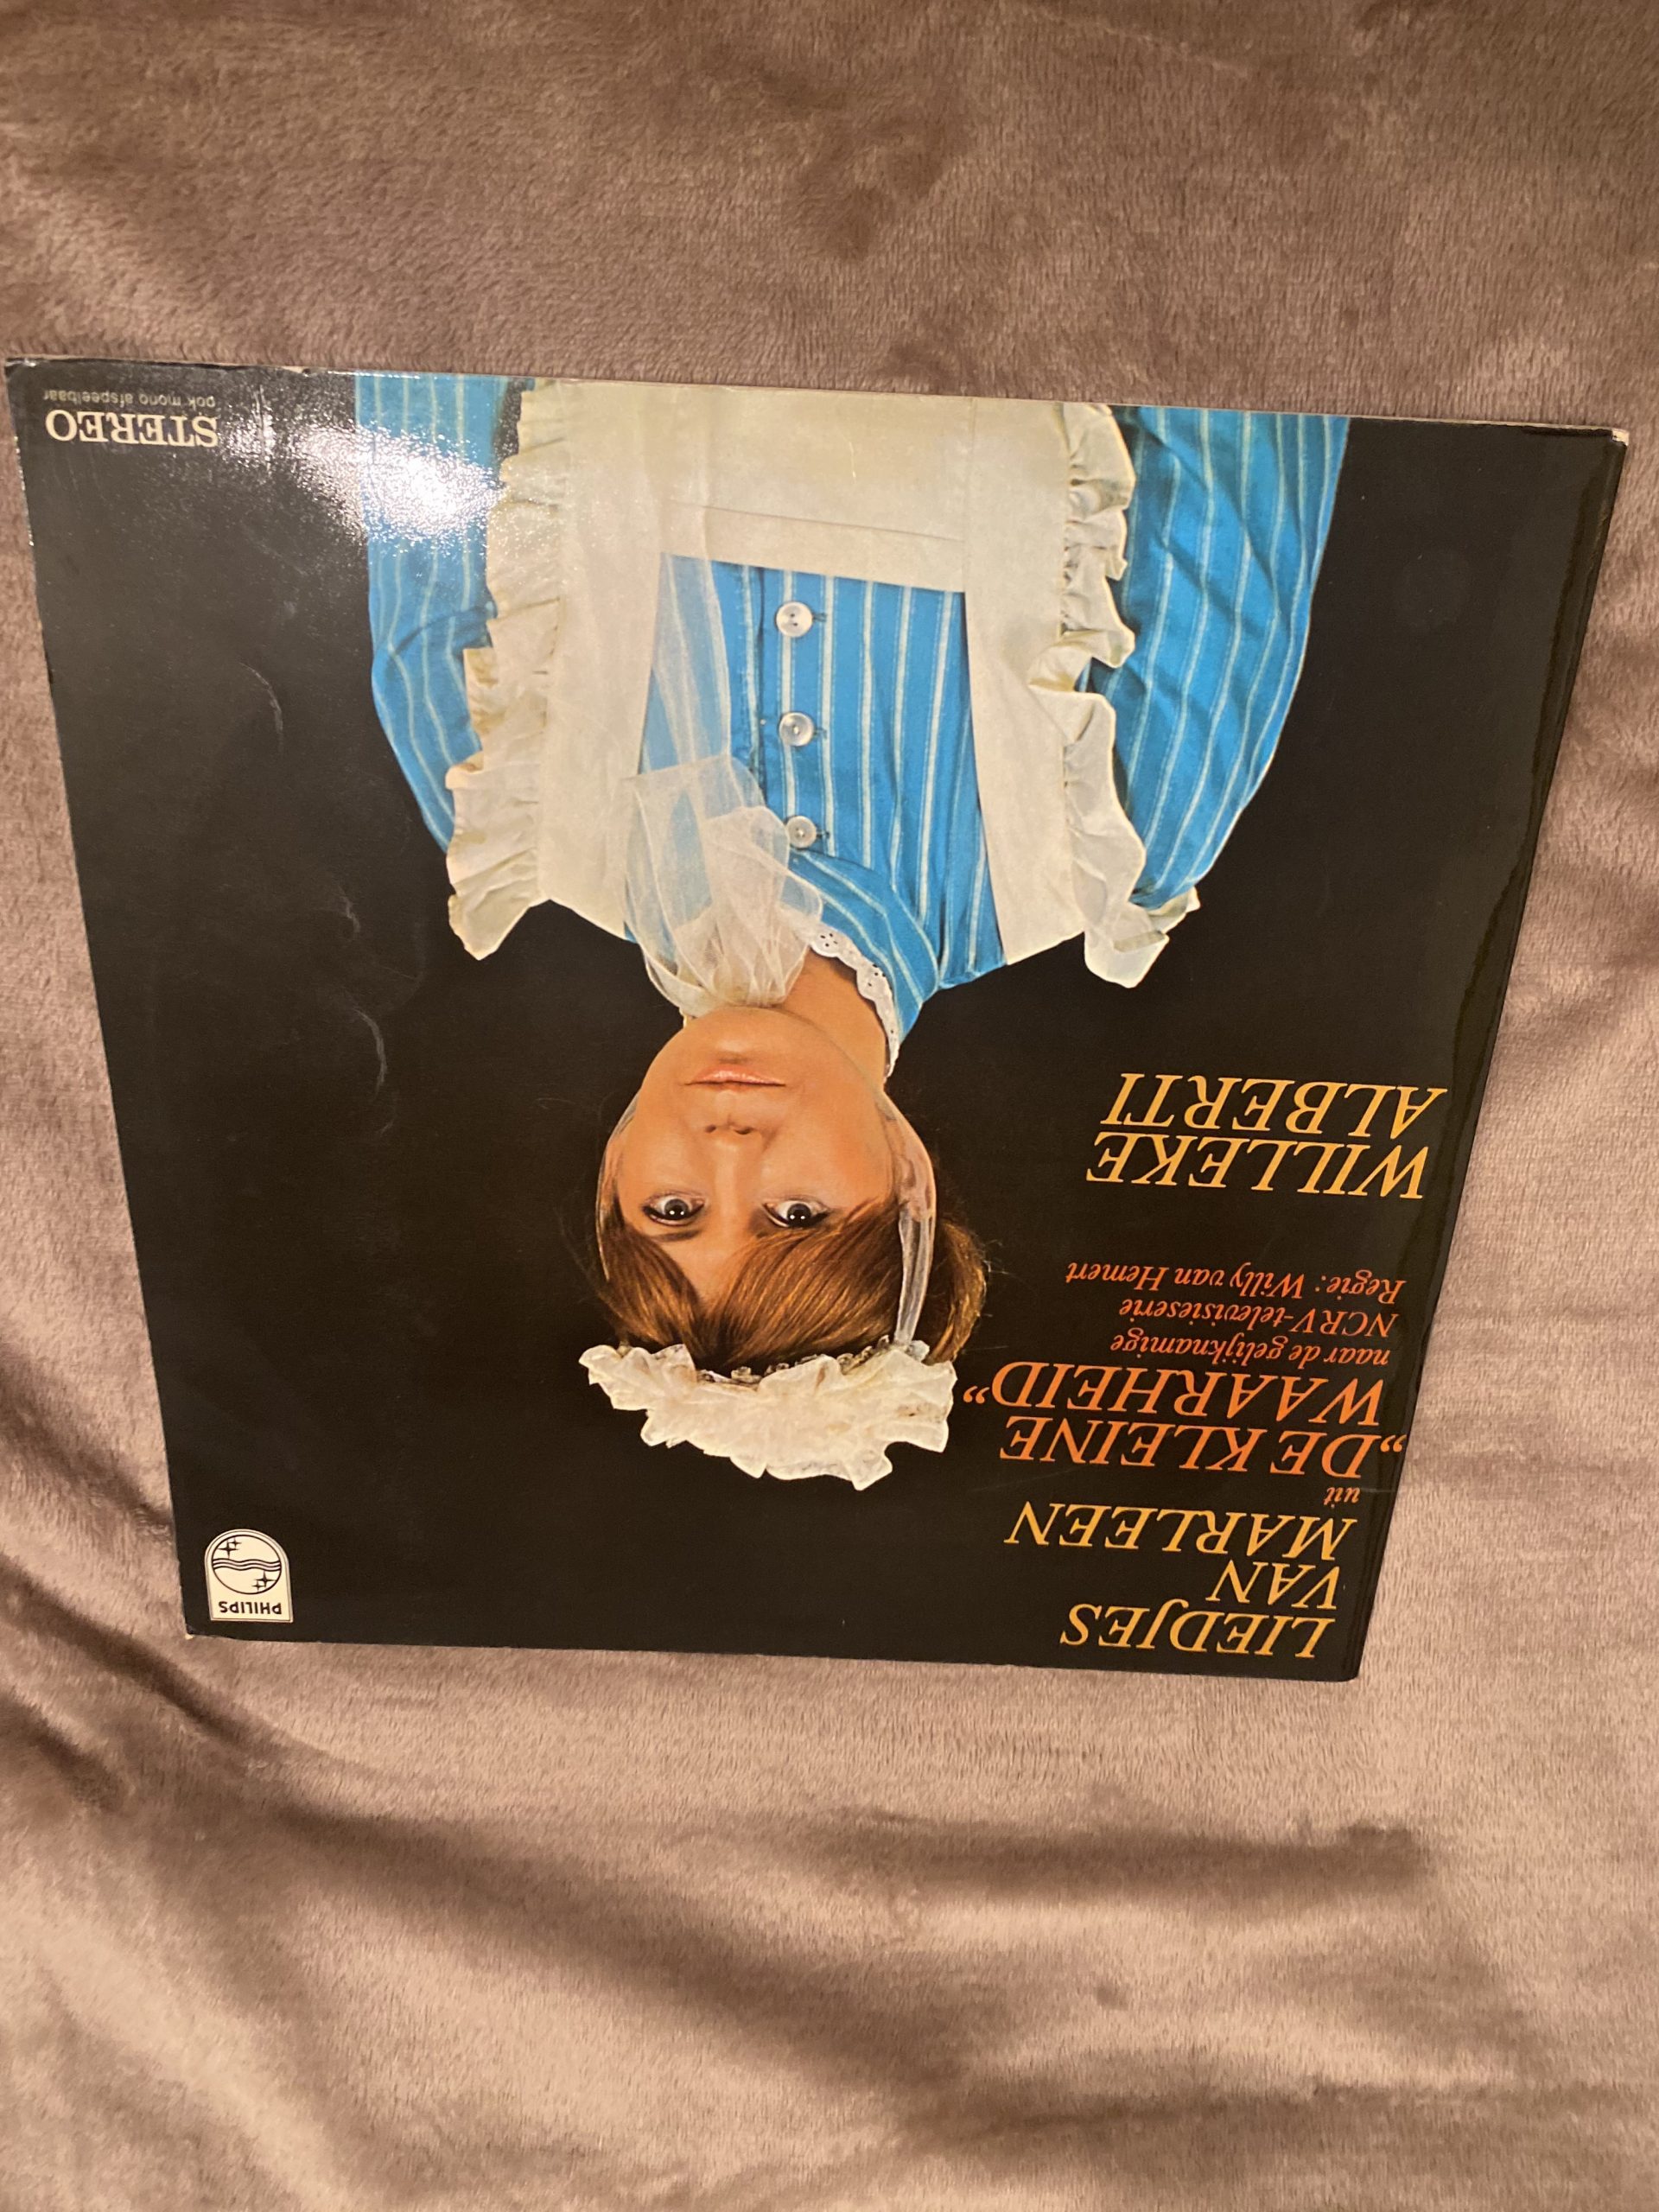 LIEDJES
VAN
MARLEEN
uit
„DE KLEINE
WAARHEID“
naar de gelijknamige
NCRV-televisieserie
Regie: Willy van Hemert
WILLEKE
ALBERTI
PHILIPS
STEREO
ook mono afspeelbaar